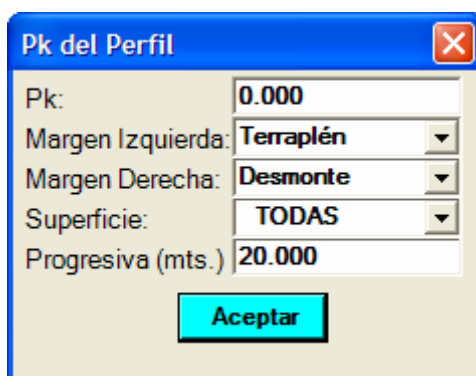 Pk del Perfil
Pk: 0.000
Margen Izquierda: Terraplén
Margen Derecha: Desmonte
Superficie: TODAS
Progresiva (mts.) 20.000
Aceptar